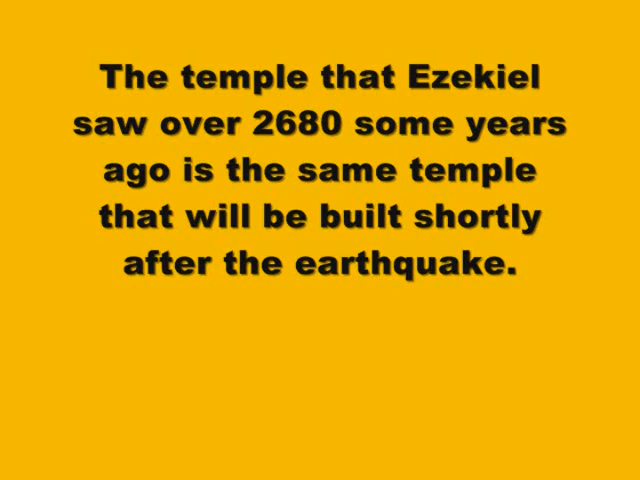 The temple that Ezekiel
saw over 2680 some years
ago is the same temple
that will be built shortly
after the earthquake.